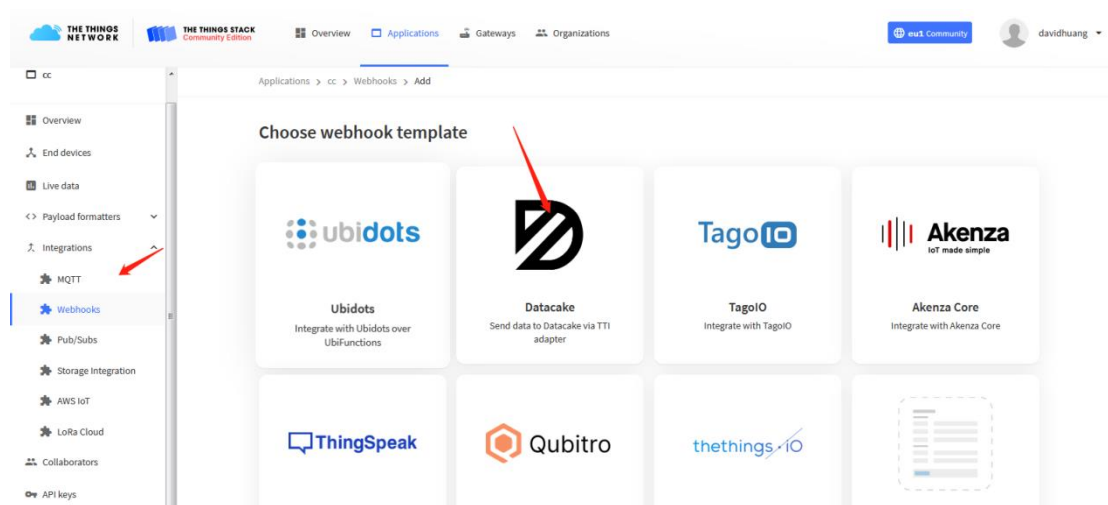 THE THINGS NETWORK
THE THINGS STACK
Community Edition
Overview
Applications
Gateways
Organizations
eu1 Community
davidhuang
cc
Applications > cc > Webhooks > Add
Overview
End devices
Live data
<> Payload formatters
Integrations
MQTT
Webhooks
Pub/Subs
Storage Integration
AWS IoT
LoRa Cloud
Collaborators
API keys
Choose webhook template
ubidots
Ubidots
Integrate with Ubidots over
UbiFunctions
Datacake
Send data to Datacake via TTI
adapter
TagoIO
TagoIO
Integrate with TagoIO
Akenza
IoT made simple
Akenza Core
Integrate with Akenza Core
ThingSpeak
Qubitro
thethings.iO